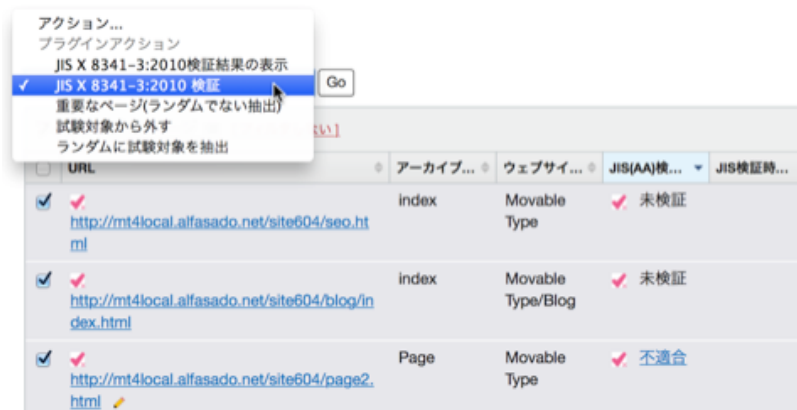 アクション...
プラグインアクション
JIS X 8341-3:2010検証結果の表示
✓ JIS X 8341-3:2010 検証
Go
重要なページ(ランダムでない抽出)
試験対象から外す
い]
ランダムに試験対象を抽出
URL アーカイブ... ウェブサイ... JIS(AA)検... JIS検証時...
index Movable 未検証
http://mt4local.alfasado.net/site604/seo.ht Type
ml
index Movable 未検証
http://mt4local.alfasado.net/site604/blog/in Type/Blog
dex.html
Page Movable 不適合
http://mt4local.alfasado.net/site604/page2. Type
html